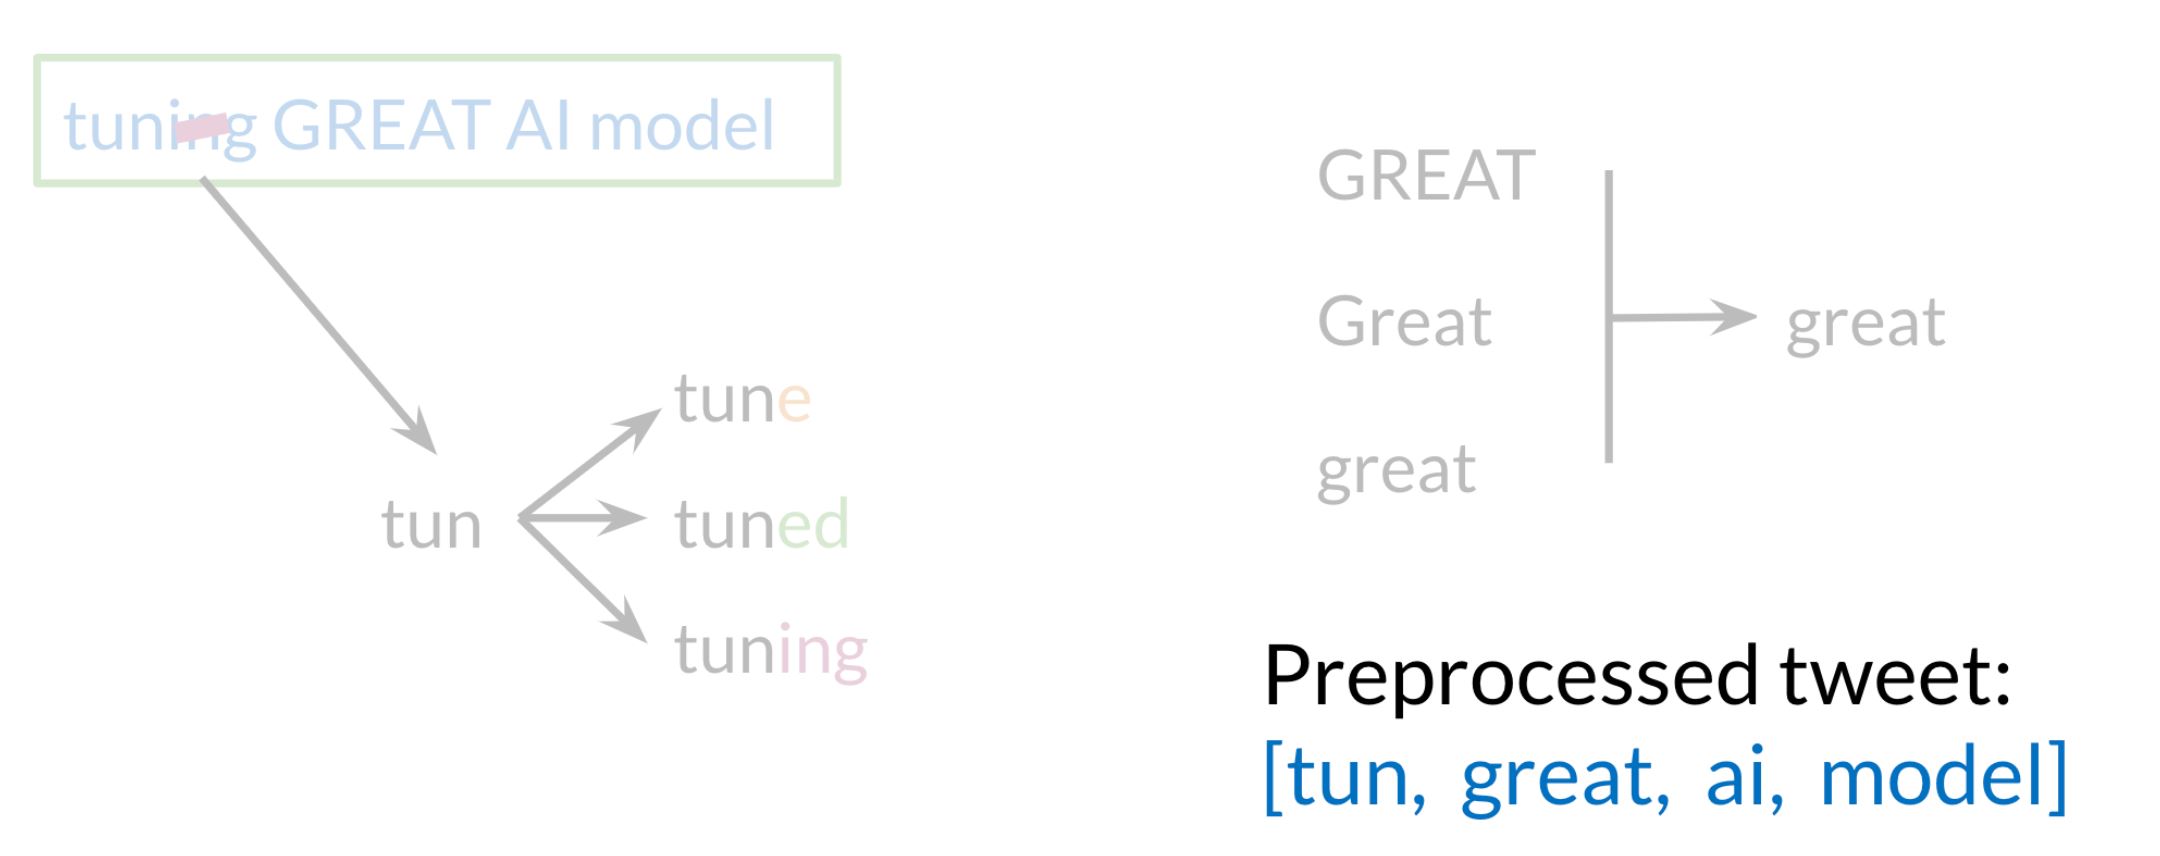 tuning GREAT AI model
tun
tune
tuned
tuning
GREAT
Great
great
great
Preprocessed tweet:
[tun, great, ai, model]